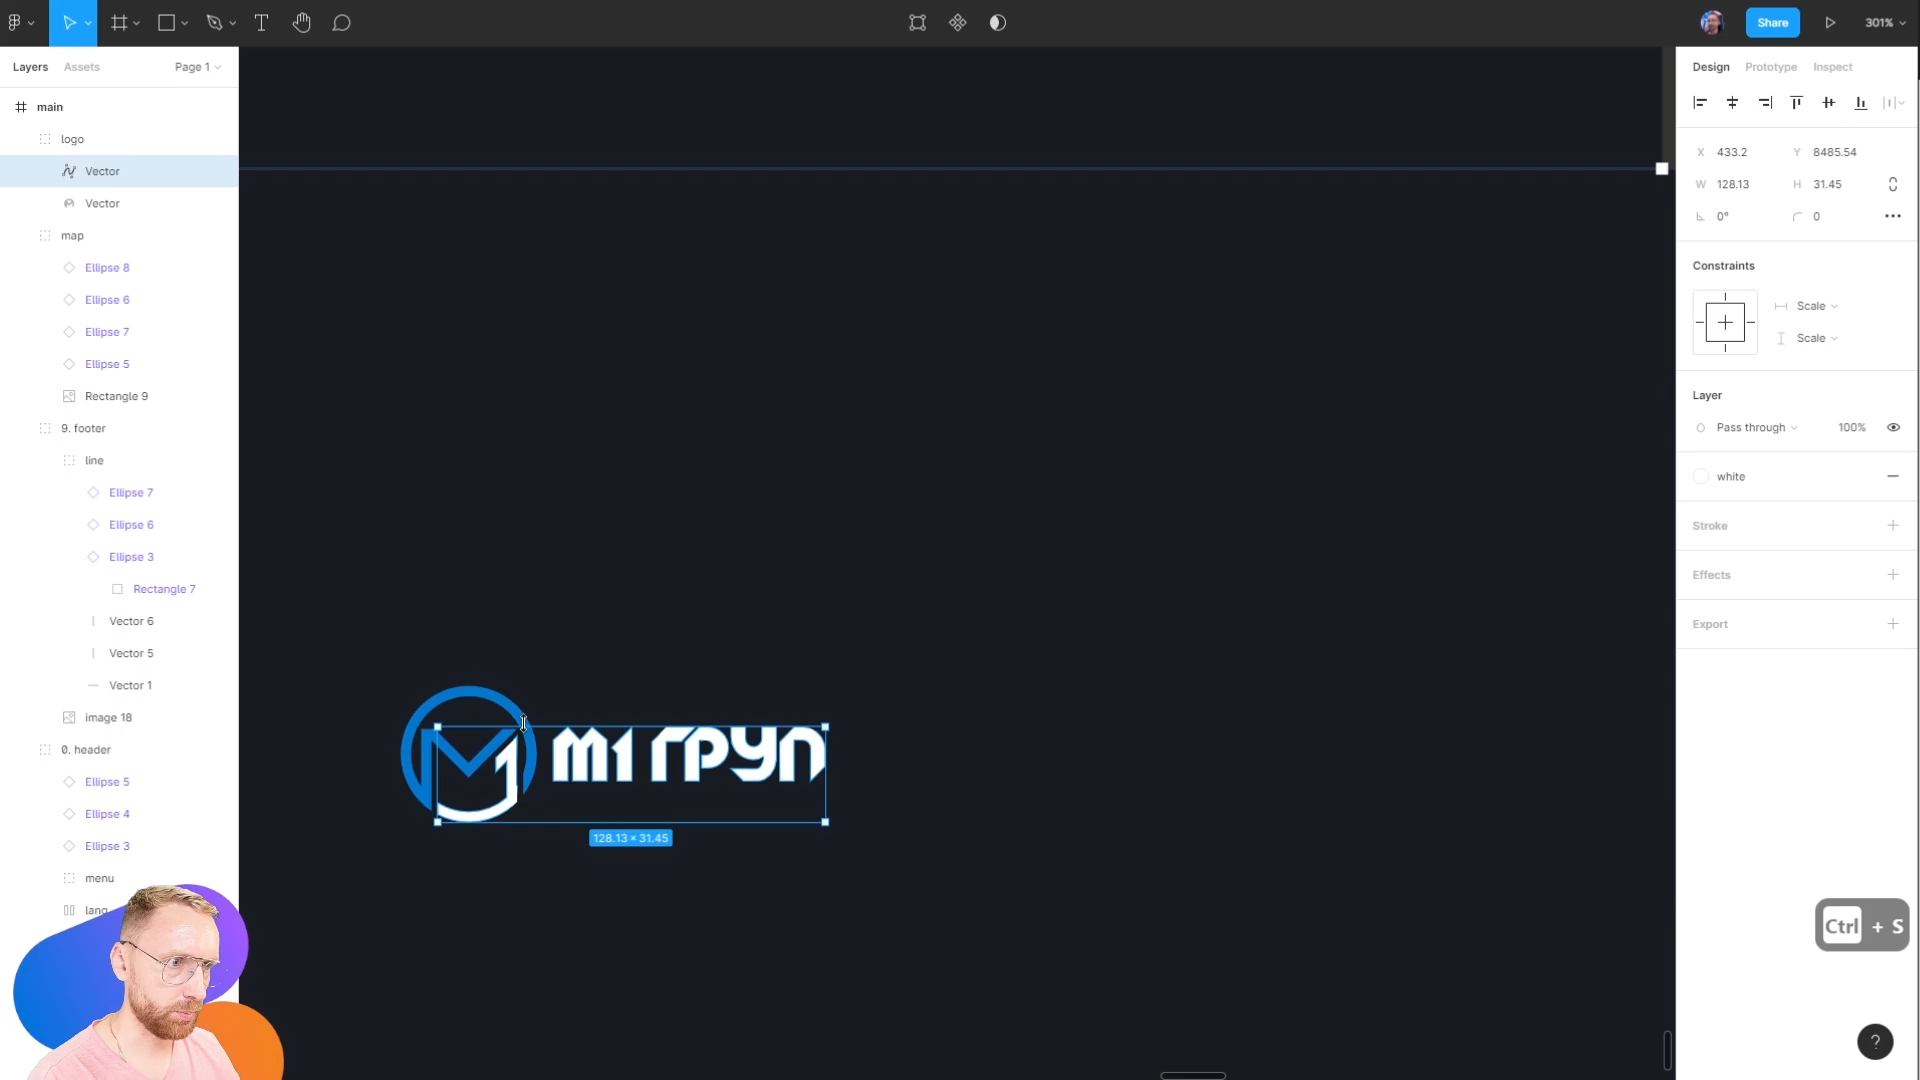 Share
301%
Layers Assets Page 1
main
logo
Vector
Vector
map
Ellipse 8
Ellipse 6
Ellipse 7
Ellipse 5
Rectangle 9
9. footer
line
Ellipse 7
Ellipse 6
Ellipse 3
Rectangle 7
Vector 6
Vector 5
Vector 1
image 18
0. header
Ellipse 5
Ellipse 4
Ellipse 3
menu
lang
М1 М1 ГРУП
128.13 × 31.45
Design Prototype Inspect
X 433.2 Y 8485.54
W 128.13 H 31.45
0° 0
Constraints
Scale
Scale
Layer
Pass through 100%
white
Stroke
Effects
Export
Ctrl + S
?